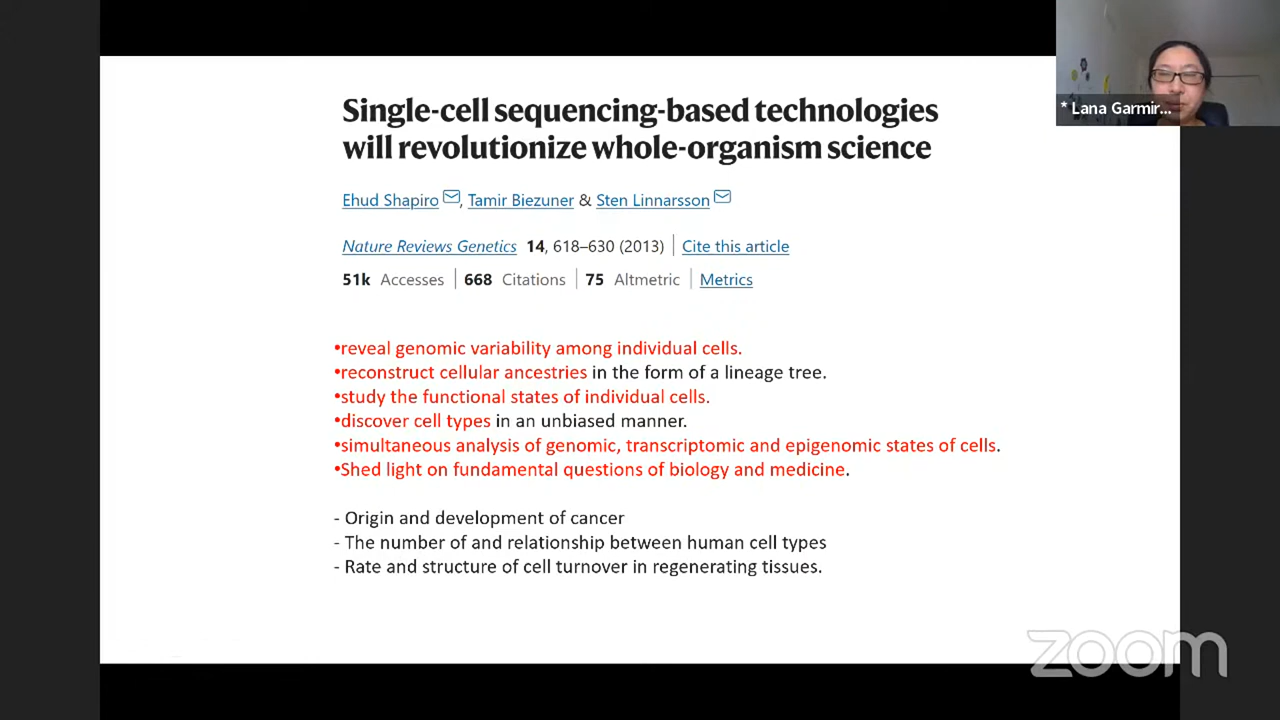 Single-cell sequencing-based technologies
will revolutionize whole-organism science
* Lana Garmir...
Ehud Shapiro, Tamir Biezuner & Sten Linnarsson
Nature Reviews Genetics 14, 618–630 (2013) | Cite this article
51k Accesses | 668 Citations | 75 Altmetric | Metrics
•reveal genomic variability among individual cells.
•reconstruct cellular ancestries in the form of a lineage tree.
•study the functional states of individual cells.
•discover cell types in an unbiased manner.
•simultaneous analysis of genomic, transcriptomic and epigenomic states of cells.
•Shed light on fundamental questions of biology and medicine.
- Origin and development of cancer
- The number of and relationship between human cell types
- Rate and structure of cell turnover in regenerating tissues.
zoom